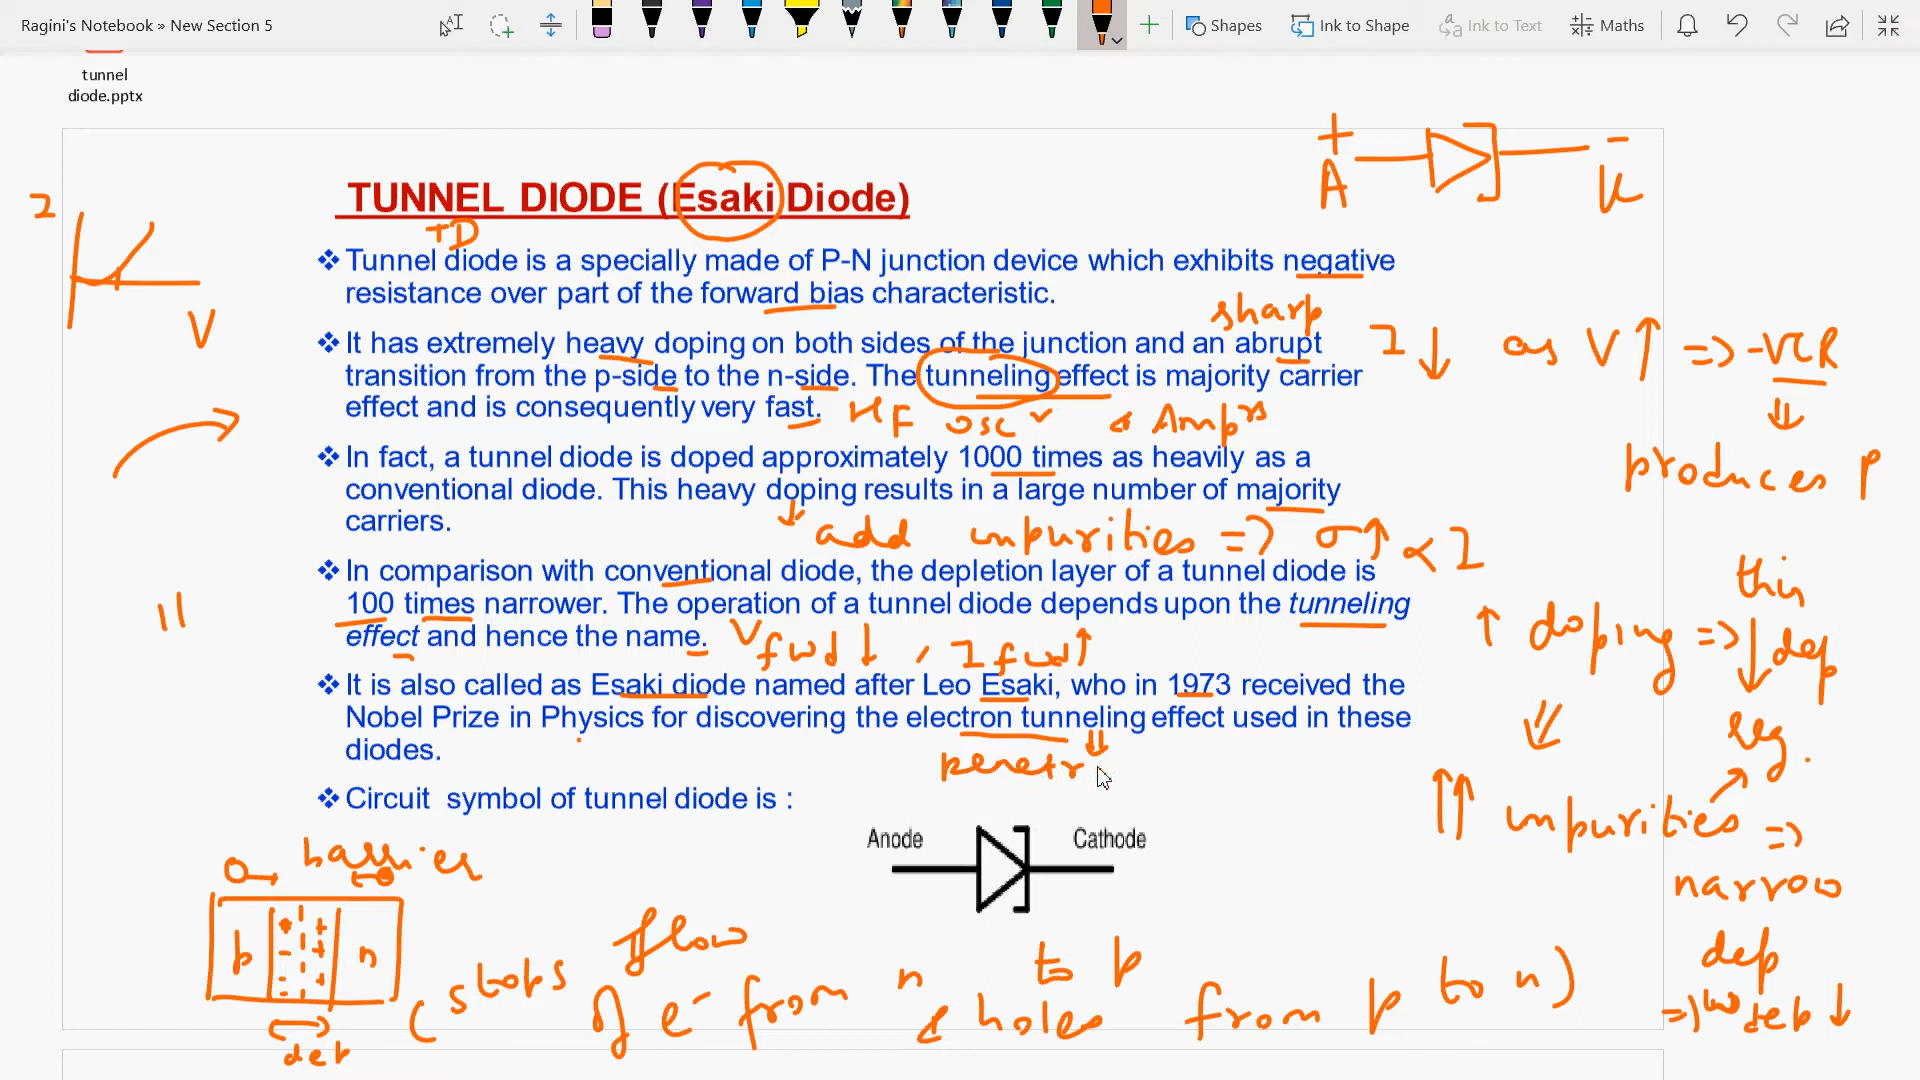 Ragini's Notebook » New Section 5
Shapes
Ink to Shape
Ink to Text
Maths
tunnel
diode.pptx
+
A
-
K
I
V
TUNNEL DIODE (Esaki Diode)
TD
❖ Tunnel diode is a specially made of P-N junction device which exhibits negative
resistance over part of the forward bias characteristic.
sharp
❖ It has extremely heavy doping on both sides of the junction and an abrupt
transition from the p-side to the n-side. The tunneling effect is majority carrier
effect and is consequently very fast.
HF oscr & Amprs
I↓ as V↑ => -VCR
⇓
produces P
❖ In fact, a tunnel diode is doped approximately 1000 times as heavily as a
conventional diode. This heavy doping results in a large number of majority
carriers.
↓ add impurities => σ↑ ∝ I
❖ In comparison with conventional diode, the depletion layer of a tunnel diode is
100 times narrower. The operation of a tunnel diode depends upon the tunneling
effect and hence the name.
Vfwd↓ , Ifwd↑
❖ It is also called as Esaki diode named after Leo Esaki, who in 1973 received the
Nobel Prize in Physics for discovering the electron tunneling effect used in these
diodes.
penetr
❖ Circuit symbol of tunnel diode is :
Anode
Cathode
thin
↑ doping => ↓ dep
reg.
↑↑ impurities =>
narrow
dep
=> Wdep↓
barrier
p
n
dep
(stops flow
of e- from n to p
& holes from p to n)